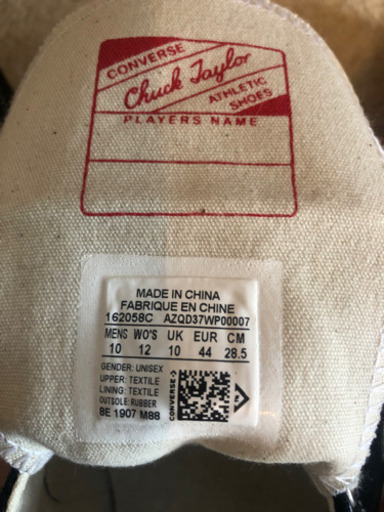 CONVERSE
Chuck Taylor
ATHLETIC
SHOES
PLAYERS NAME
MADE IN CHINA
FABRIQUE EN CHINE
162058C AZQD37WP00007
MENS WO'S UK EUR CM
10 12 10 44 28.5
GENDER: UNISEX
UPPER: TEXTILE
LINING: TEXTILE
OUTSOLE: RUBBER
8E 1907 M88
CONVERSE